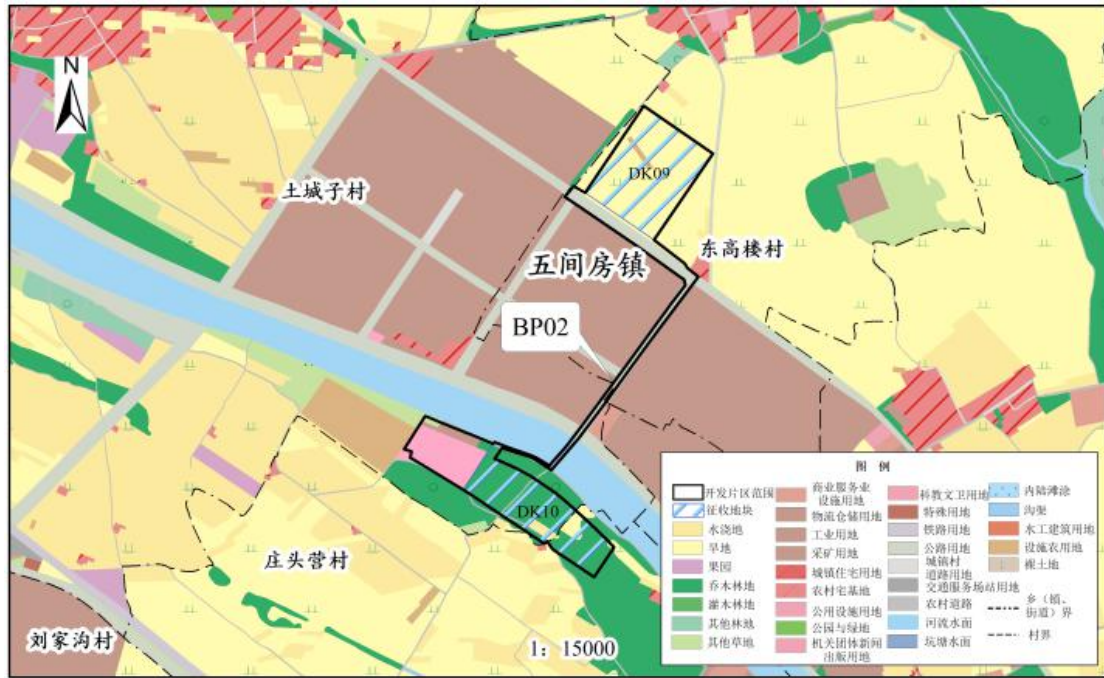 N
土城子村
DK09
五间房镇
东高楼村
BP02
DK10
庄头营村
刘家沟村
1：15000
图 例
开发片区范围
征收地块
水浇地
旱地
果园
乔木林地
灌木林地
其他林地
其他草地
商业服务业
设施用地
物流仓储用地
工业用地
采矿用地
城镇住宅用地
农村宅基地
公用设施用地
公园与绿地
机关团体新闻
出版用地
科教文卫用地
特殊用地
铁路用地
公路用地
城镇村
道路用地
交通服务场站用地
农村道路
河流水面
坑塘水面
内陆滩涂
沟渠
水工建筑用地
设施农用地
裸土地
乡（镇、
街道）界
村界